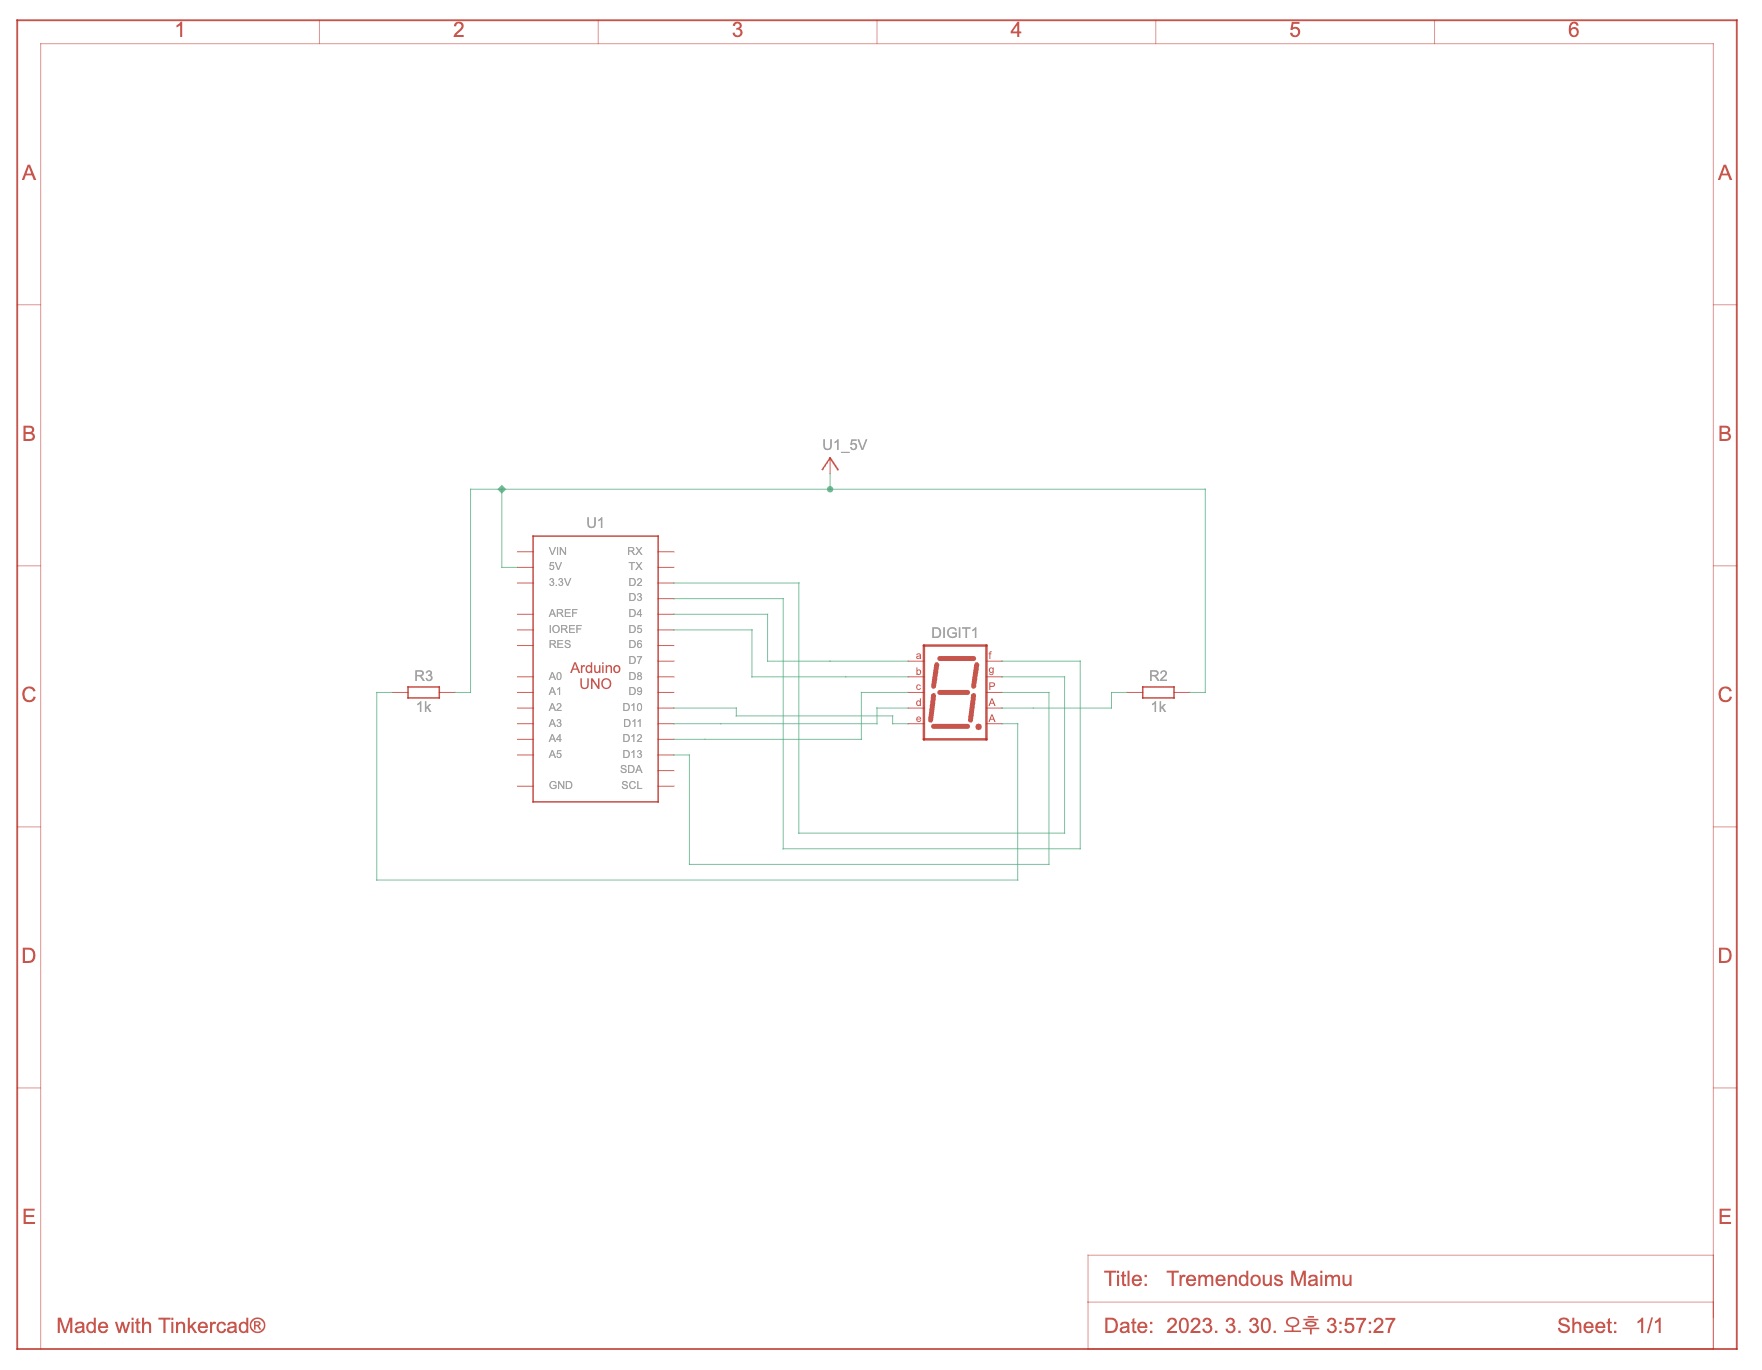 1 2 3 4 5 6
A A
B B
U1_5V
U1
VIN RX
5V TX
3.3V D2
D3
AREF D4
IOREF D5
RES D6
D7
Arduino
UNO
A0 D8
A1 D9
A2 D10
A3 D11
A4 D12
A5 D13
SDA
GND SCL
DIGIT1
a f
b g
c P
d A
e A
R3
1k
R2
1k
C C
D D
E E
Title: Tremendous Maimu
Made with Tinkercad®
Date: 2023. 3. 30. 오후 3:57:27 Sheet: 1/1